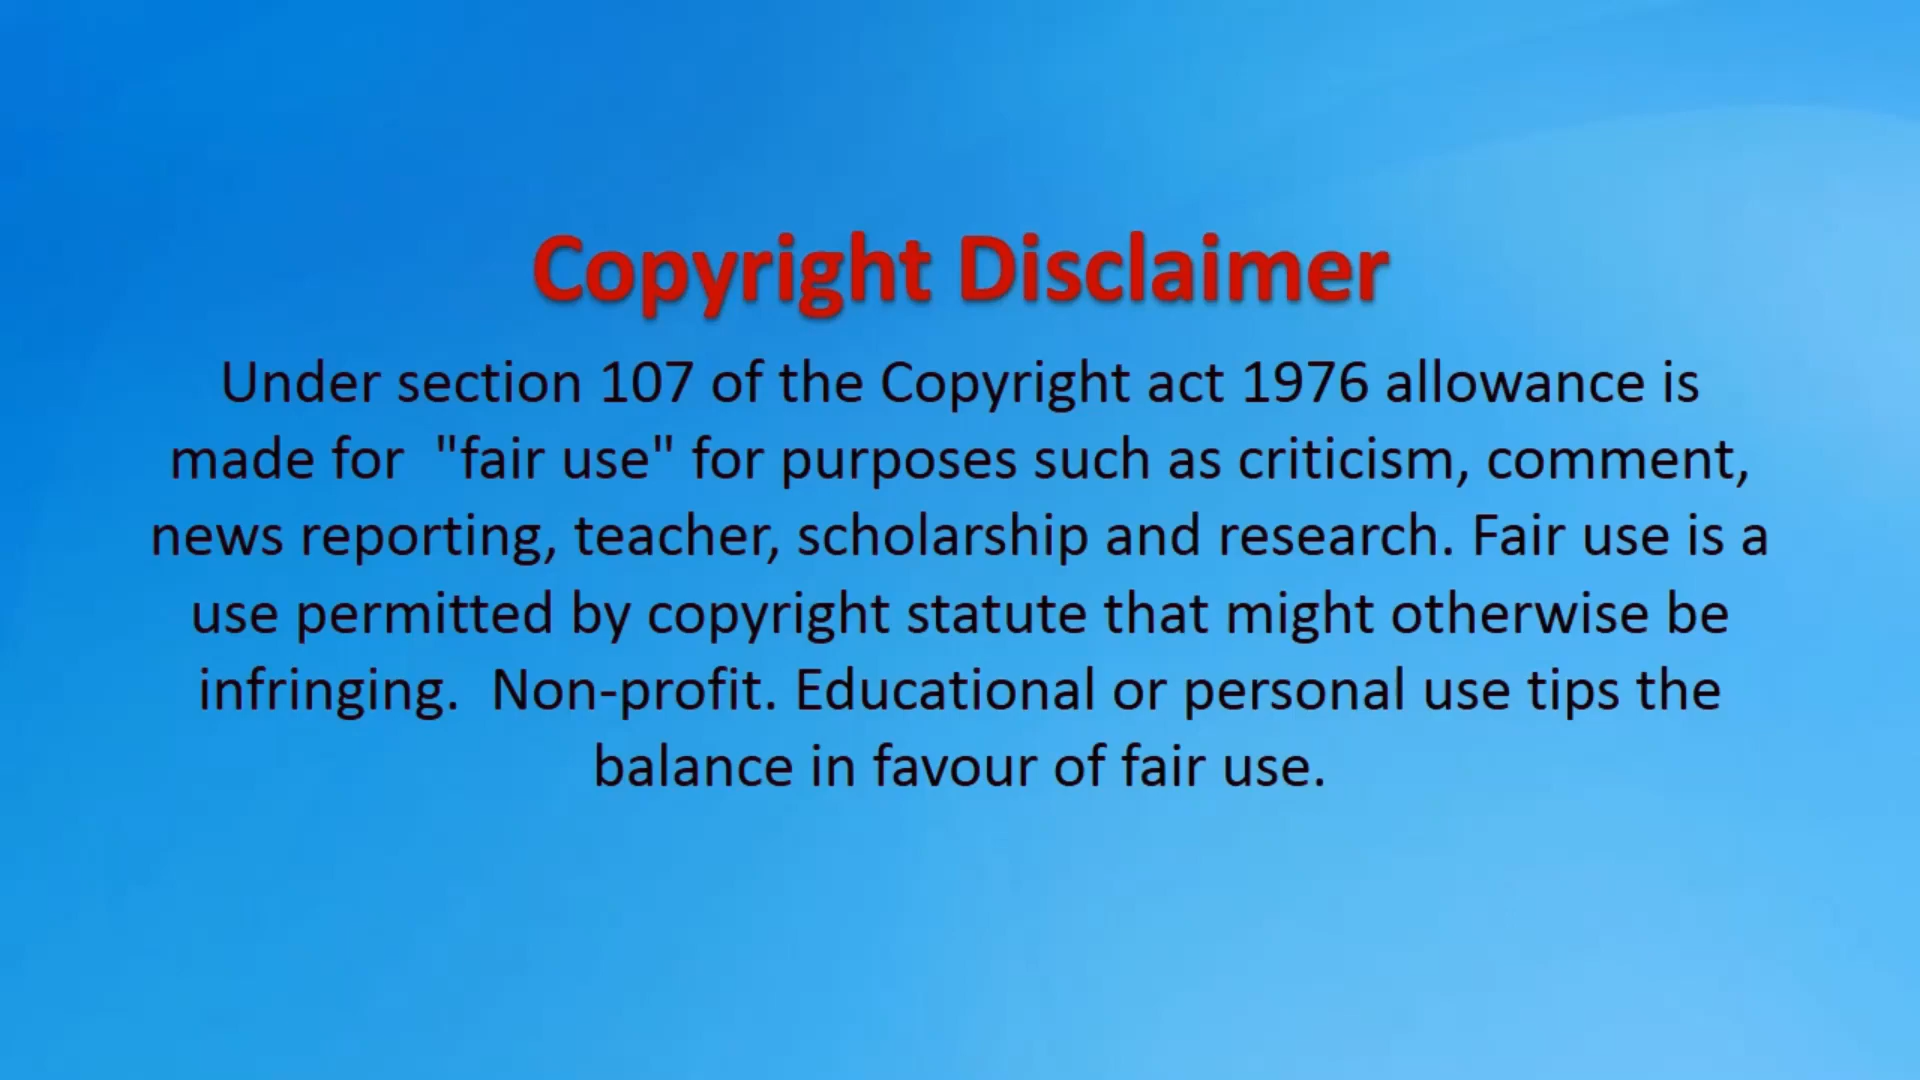 Copyright Disclaimer
Under section 107 of the Copyright act 1976 allowance is
made for  "fair use" for purposes such as criticism, comment,
news reporting, teacher, scholarship and research. Fair use is a
use permitted by copyright statute that might otherwise be
infringing.  Non-profit. Educational or personal use tips the
balance in favour of fair use.